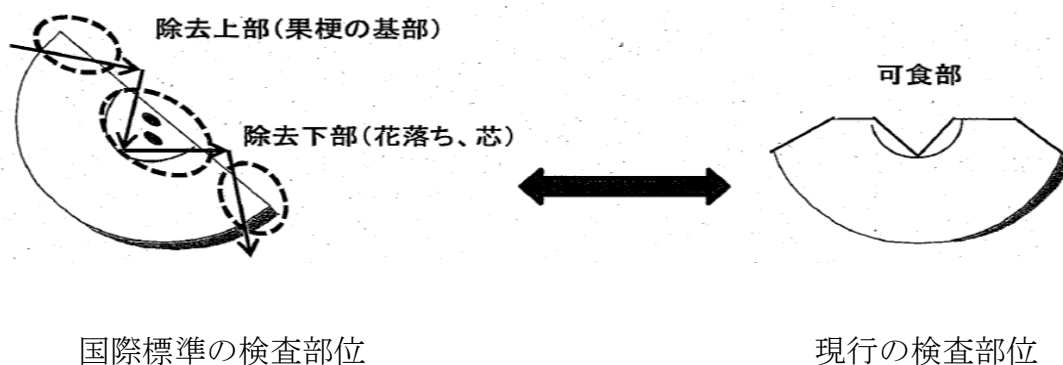 除去上部(果梗の基部)
可食部
除去下部(花落ち、芯)
国際標準の検査部位
現行の検査部位